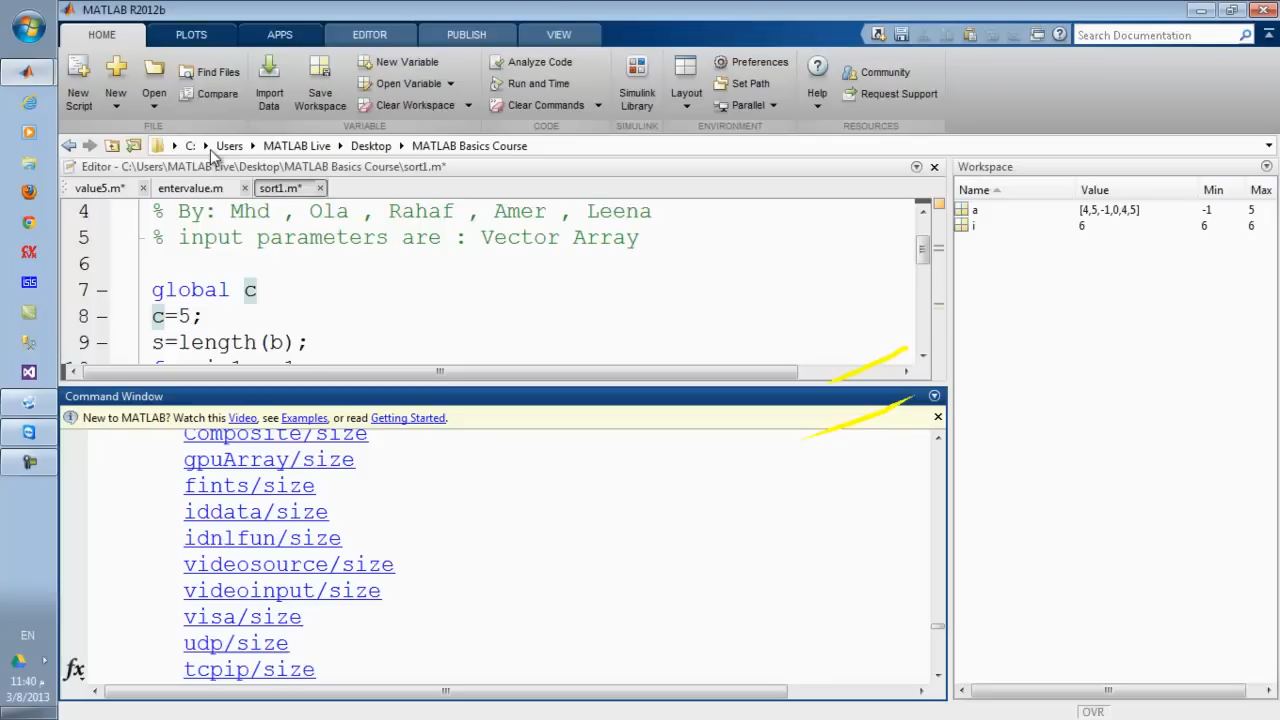 MATLAB R2012b
HOME PLOTS APPS EDITOR PUBLISH VIEW Search Documentation
New Script New Open Find Files Compare Import Data Save Workspace New Variable Open Variable Clear Workspace Analyze Code Run and Time Clear Commands Simulink Library Layout Preferences Set Path Parallel Help Community Request Support
FILE VARIABLE CODE SIMULINK ENVIRONMENT RESOURCES
C: Users MATLAB Live Desktop MATLAB Basics Course
Editor - C:\Users\MATLAB Live\Desktop\MATLAB Basics Course\sort1.m*
value5.m* entervalue.m sort1.m*
4 % By: Mhd , Ola , Rahaf , Amer , Leena
5 % input parameters are : Vector Array
6
7 global c
8 c=5;
9 s=length(b);
Command Window
New to MATLAB? Watch this Video, see Examples, or read Getting Started.
Composite/size
gpuArray/size
fints/size
iddata/size
idnlfun/size
videosource/size
videoinput/size
visa/size
udp/size
tcpip/size
fx
Workspace
Name Value Min Max
a [4,5,-1,0,4,5] -1 5
i 6 6 6
OVR
EN
11:40 م
3/8/2013